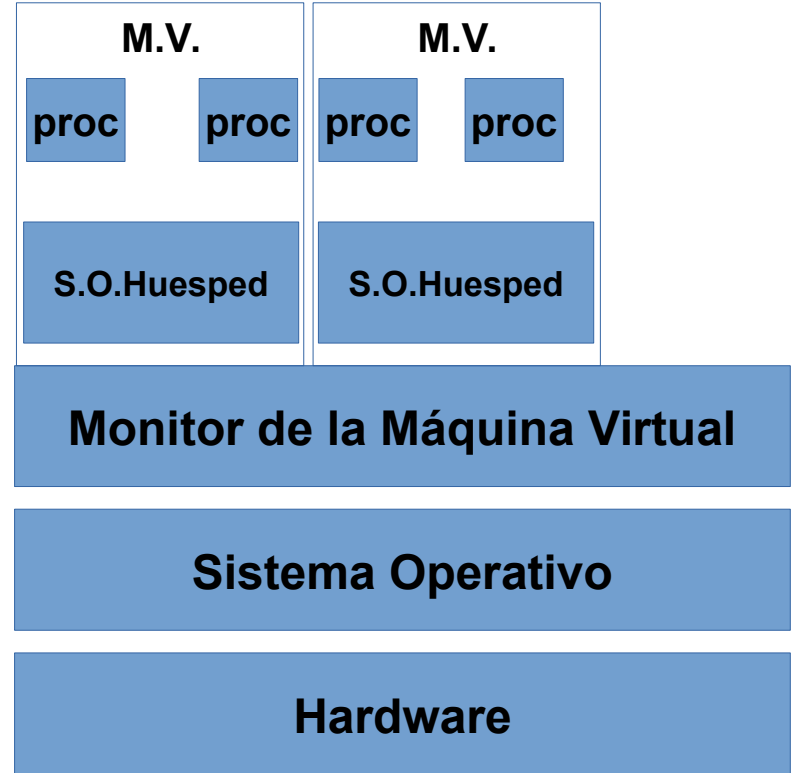 M.V. M.V.
proc proc proc proc
S.O.Huesped S.O.Huesped
Monitor de la Máquina Virtual
Sistema Operativo
Hardware